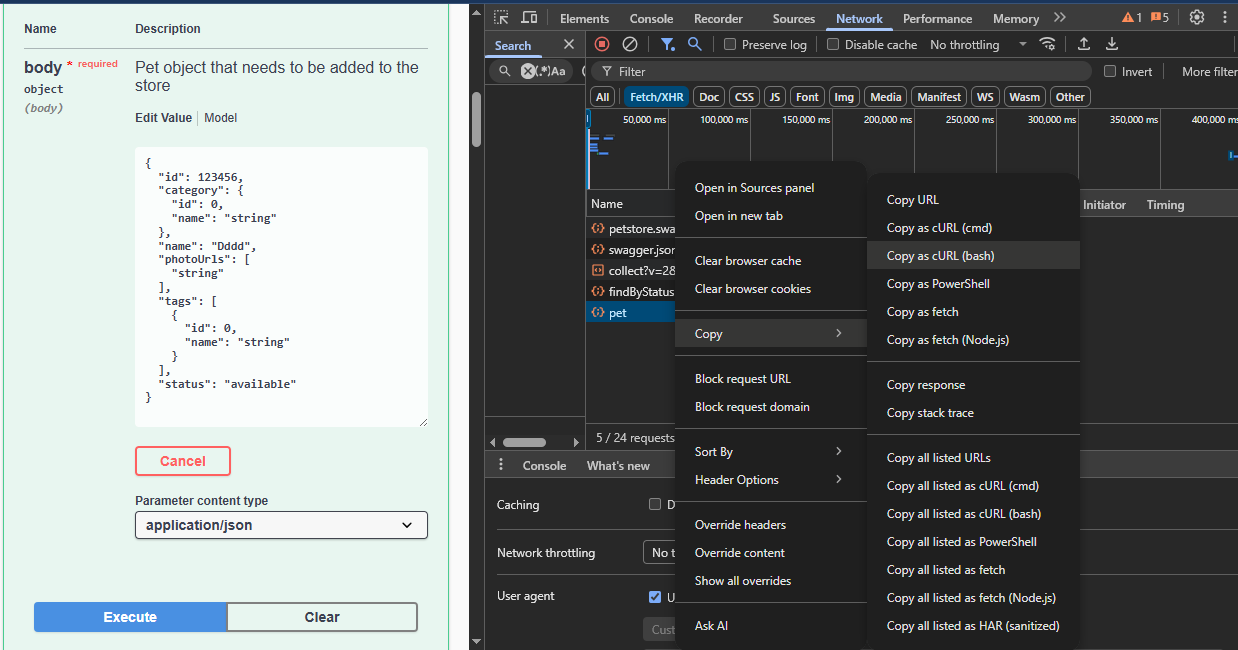 Name Description
body * required
object
(body)
Pet object that needs to be added to the
store
Edit Value Model
{
  "id": 123456,
  "category": {
    "id": 0,
    "name": "string"
  },
  "name": "Dddd",
  "photoUrls": [
    "string"
  ],
  "tags": [
    {
      "id": 0,
      "name": "string"
    }
  ],
  "status": "available"
}
Cancel
Parameter content type
application/json
Execute Clear
Elements Console Recorder Sources Network Performance Memory 1 5
Search
(.*) Aa
Preserve log Disable cache No throttling
Filter Invert More filter
All Fetch/XHR Doc CSS JS Font Img Media Manifest WS Wasm Other
50,000 ms 100,000 ms 150,000 ms 200,000 ms 250,000 ms 300,000 ms 350,000 ms 400,000 ms
Name Initiator Timing
petstore.swa
swagger.json
collect?v=2&
findByStatus
pet
5 / 24 requests
Console What's new
Caching D
Network throttling No t
User agent U
Cust
Open in Sources panel
Open in new tab
Clear browser cache
Clear browser cookies
Copy
Block request URL
Block request domain
Sort By
Header Options
Override headers
Override content
Show all overrides
Ask AI
Copy URL
Copy as cURL (cmd)
Copy as cURL (bash)
Copy as PowerShell
Copy as fetch
Copy as fetch (Node.js)
Copy response
Copy stack trace
Copy all listed URLs
Copy all listed as cURL (cmd)
Copy all listed as cURL (bash)
Copy all listed as PowerShell
Copy all listed as fetch
Copy all listed as fetch (Node.js)
Copy all listed as HAR (sanitized)